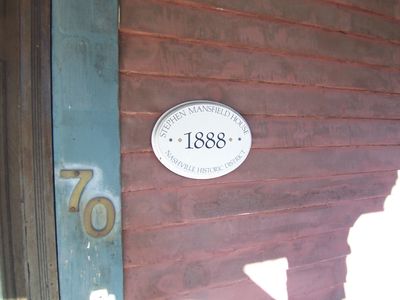 STEPHEN MANSFIELD HOUSE
1888
NASHVILLE HISTORIC DISTRICT
70